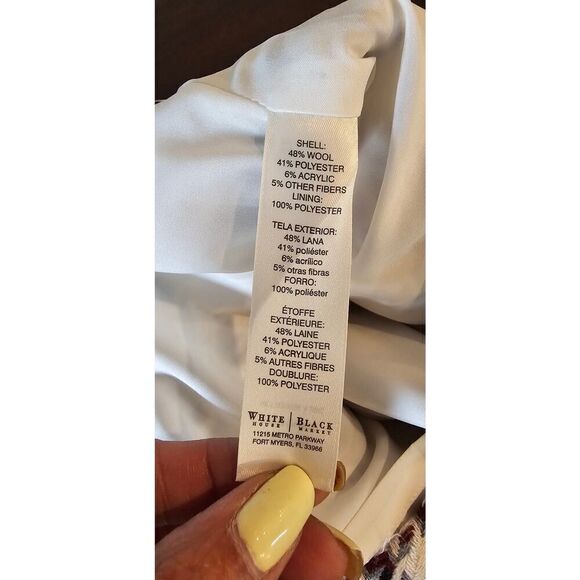 SHELL:
48% WOOL
41% POLYESTER
6% ACRYLIC
5% OTHER FIBERS
LINING:
100% POLYESTER
TELA EXTERIOR:
48% LANA
41% poliéster
6% acrílico
5% otras fibras
FORRO:
100% poliéster
ÉTOFFE
EXTÉRIEURE:
48% LAINE
41% POLYESTER
6% ACRYLIQUE
5% AUTRES FIBRES
DOUBLURE:
100% POLYESTER
WHITE | BLACK
HOUSE | MARKET
11215 METRO PARKWAY
FORT MYERS, FL 33966